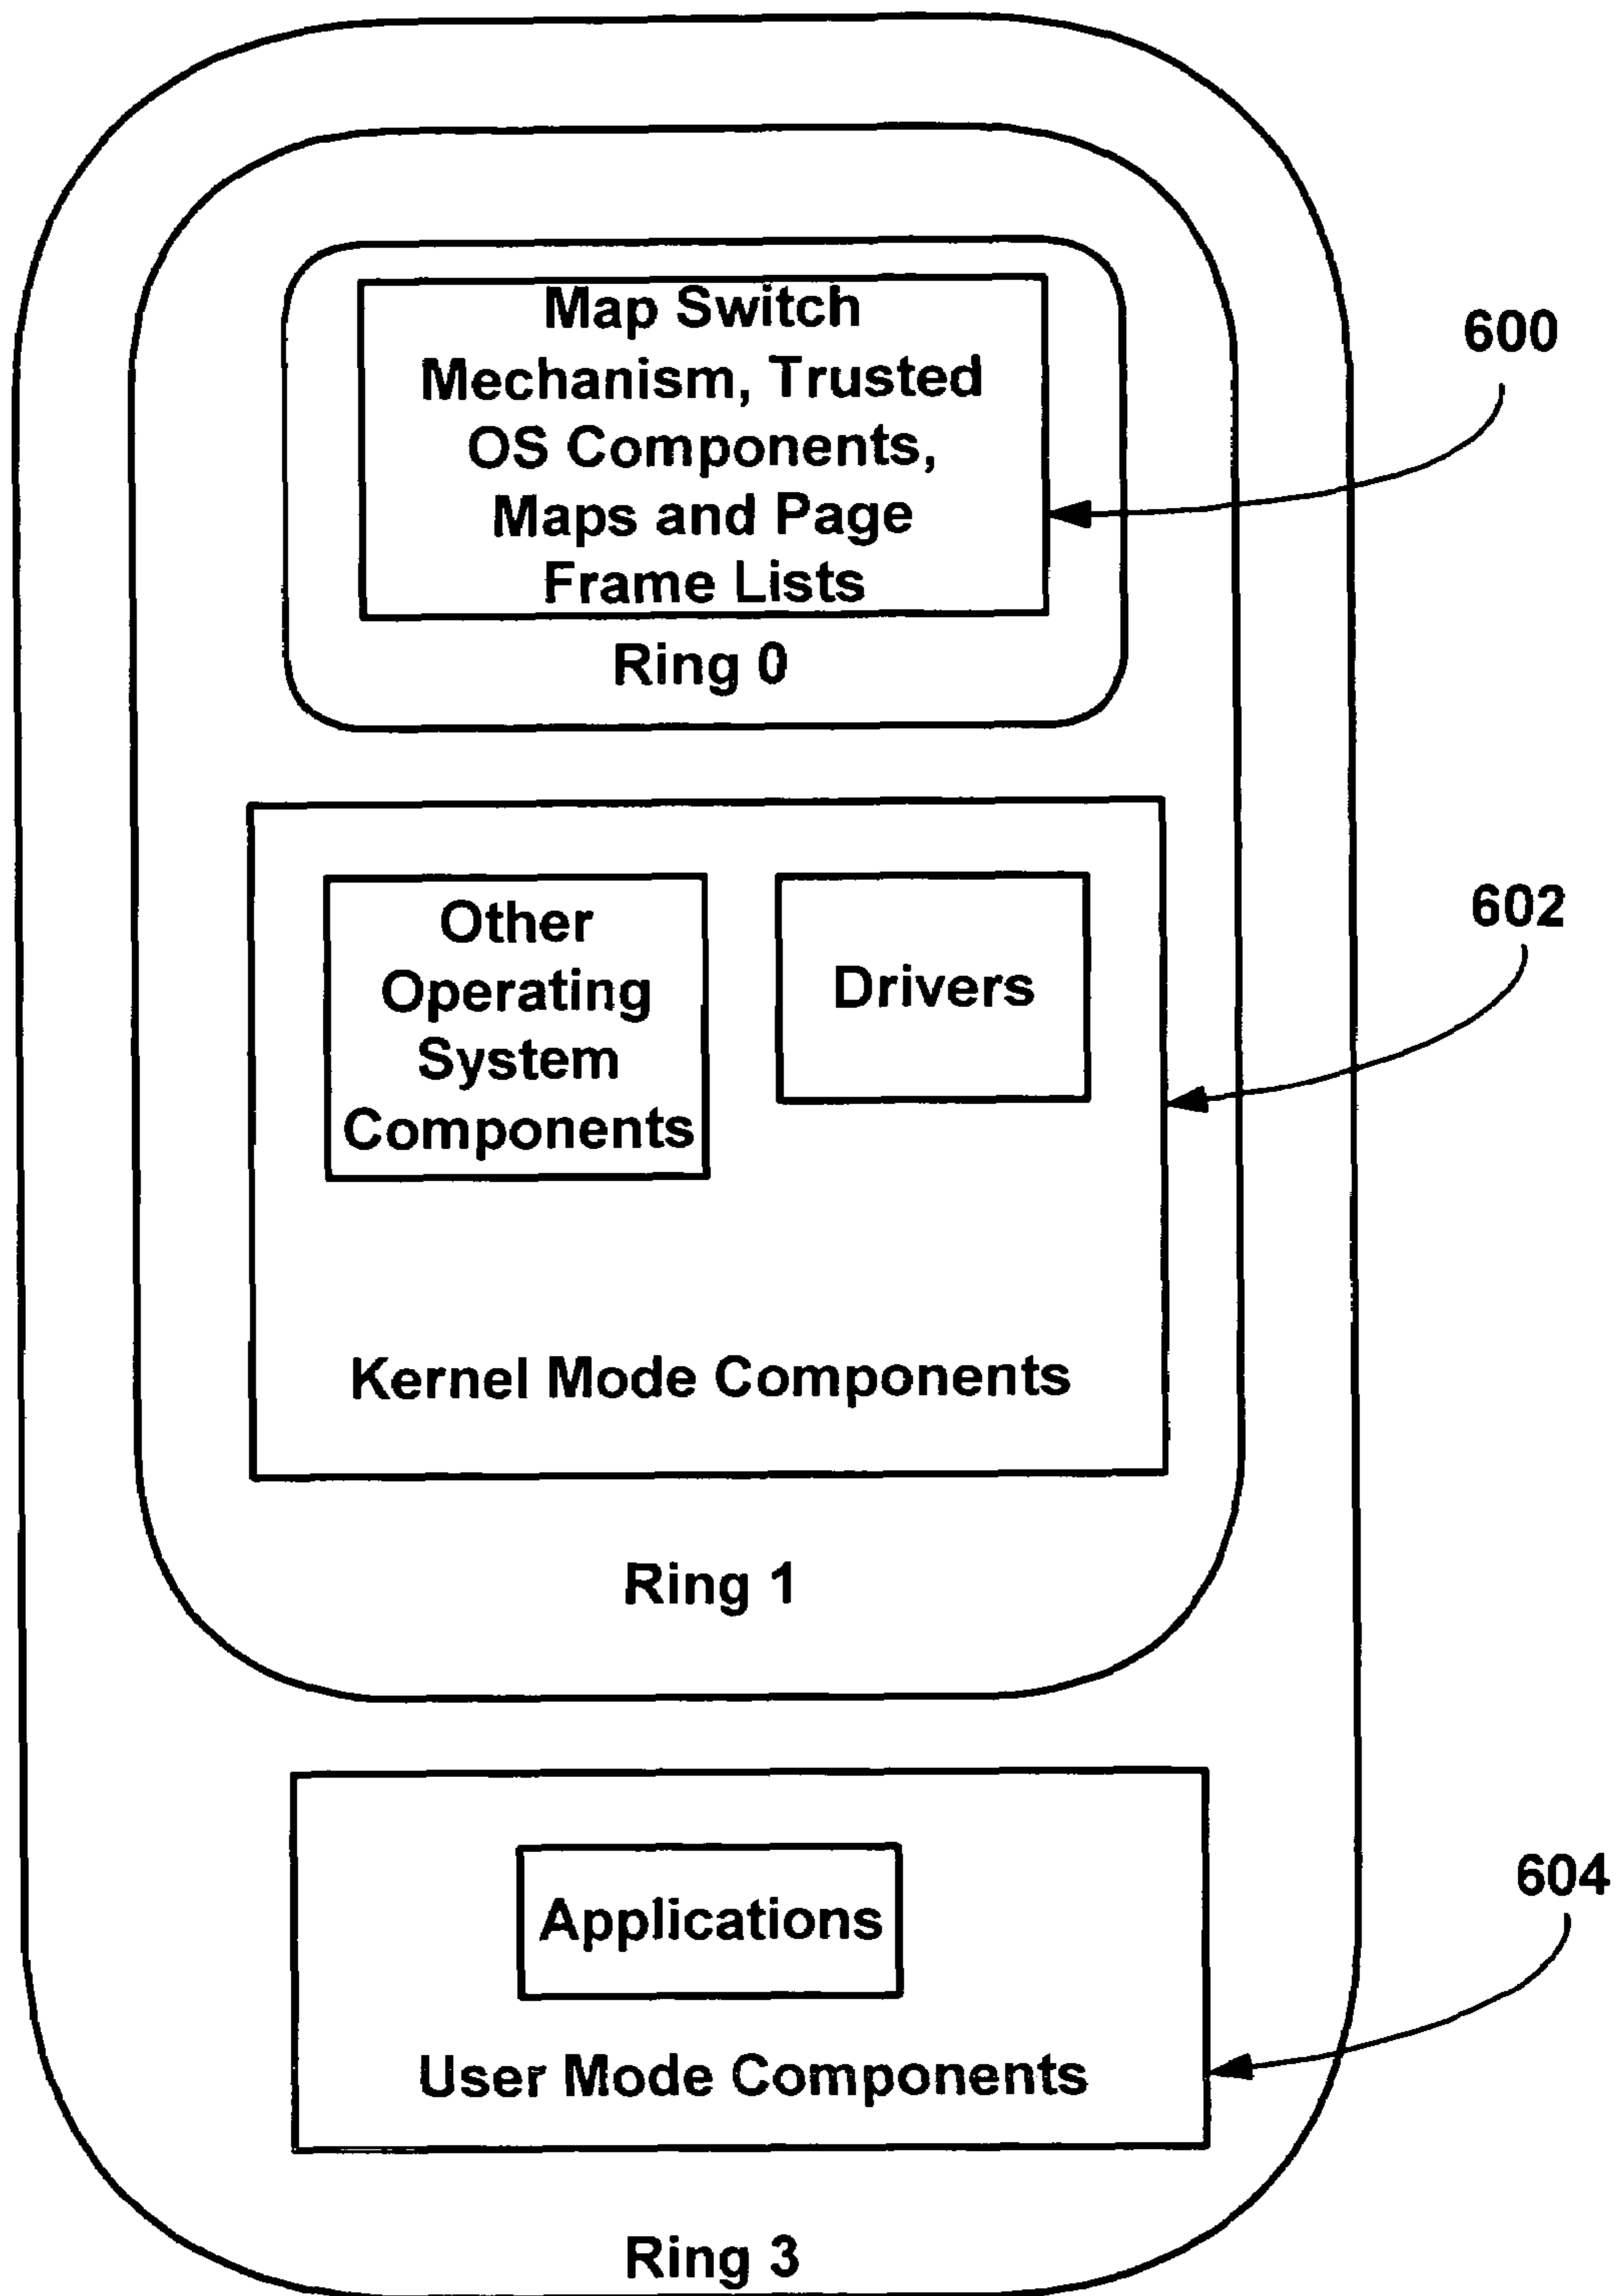 Map Switch
Mechanism, Trusted
OS Components,
Maps and Page
Frame Lists
Ring 0
600
Other
Operating
System
Components
Drivers
602
Kernel Mode Components
Ring 1
Applications
604
User Mode Components
Ring 3